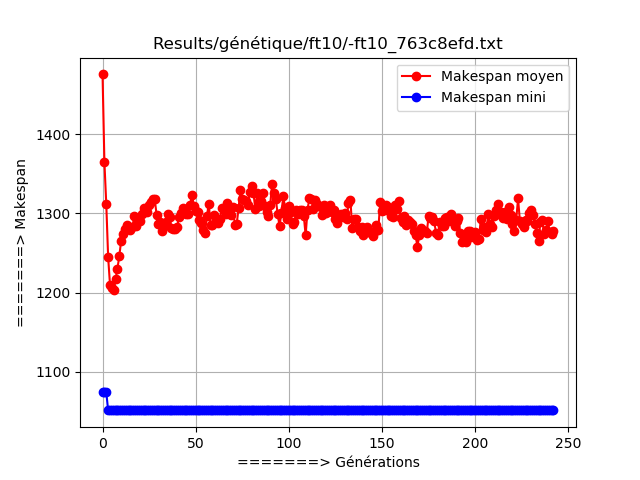 Results/génétique/ft10/-ft10_763c8efd.txt
Makespan moyen
Makespan mini
=======> Makespan
1400
1300
1200
1100
0 50 100 150 200 250
=======> Générations